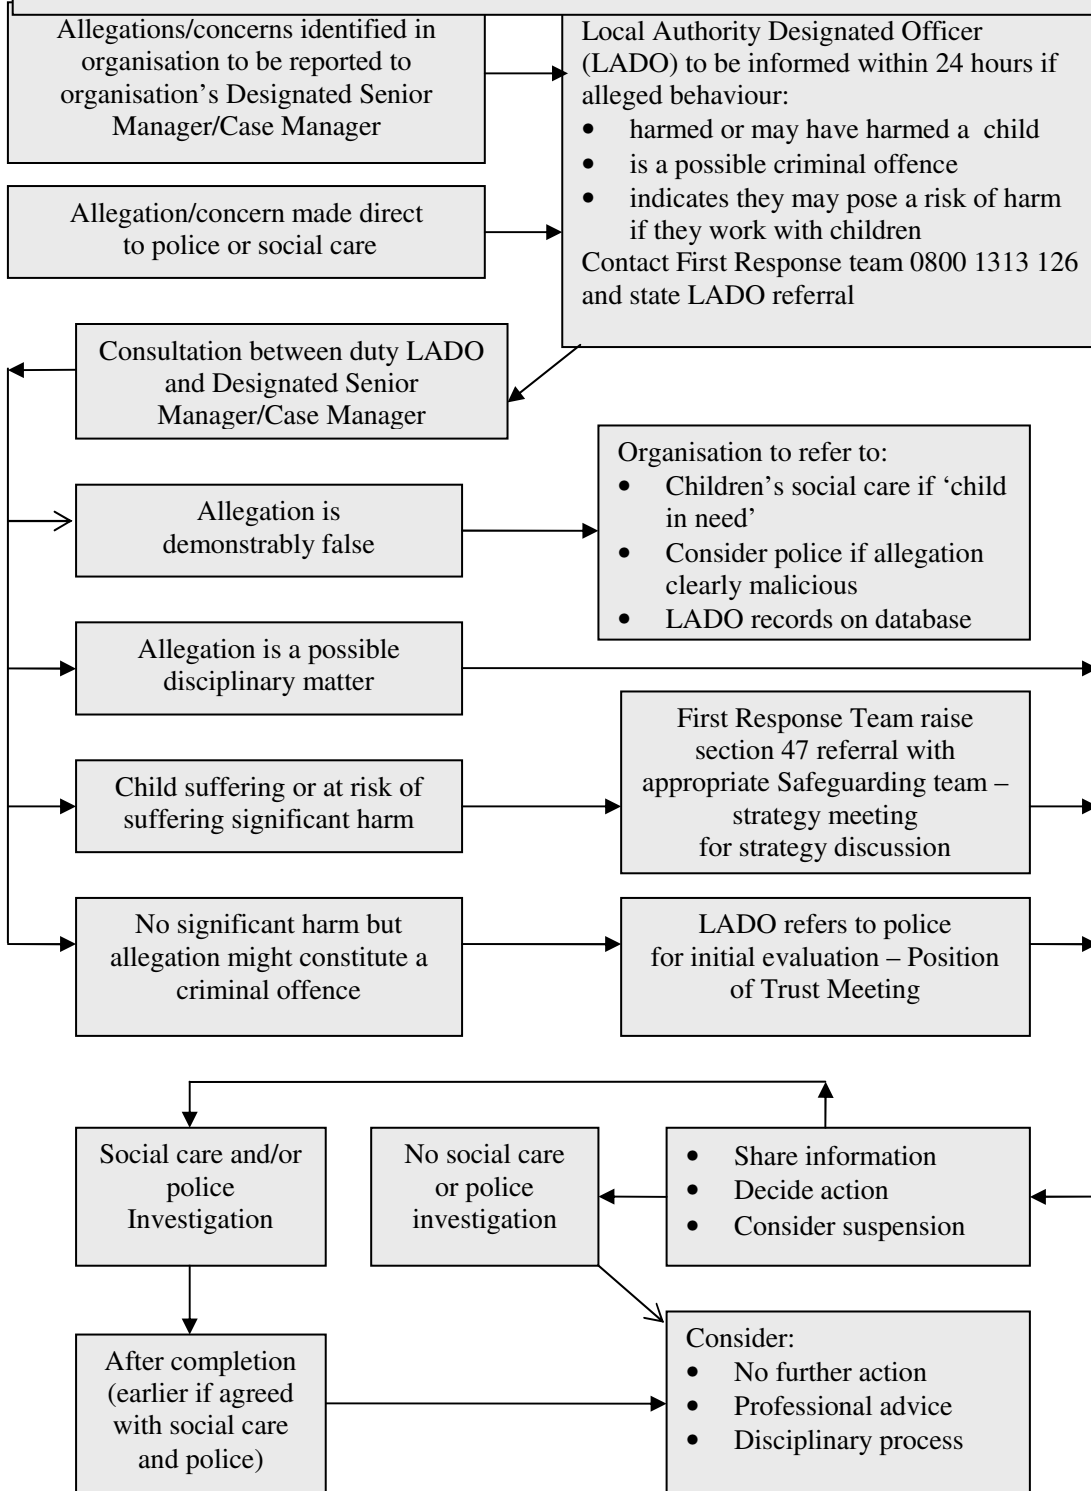 Allegations/concerns identified in
organisation to be reported to
organisation's Designated Senior
Manager/Case Manager
Local Authority Designated Officer
(LADO) to be informed within 24 hours if
alleged behaviour:
• harmed or may have harmed a child
• is a possible criminal offence
• indicates they may pose a risk of harm
if they work with children
Contact First Response team 0800 1313 126
and state LADO referral
Allegation/concern made direct
to police or social care
Consultation between duty LADO
and Designated Senior
Manager/Case Manager
Allegation is
demonstrably false
Organisation to refer to:
• Children's social care if ‘child
in need’
• Consider police if allegation
clearly malicious
• LADO records on database
Allegation is a possible
disciplinary matter
Child suffering or at risk of
suffering significant harm
First Response Team raise
section 47 referral with
appropriate Safeguarding team –
strategy meeting
for strategy discussion
No significant harm but
allegation might constitute a
criminal offence
LADO refers to police
for initial evaluation – Position
of Trust Meeting
Social care and/or
police
Investigation
No social care
or police
investigation
• Share information
• Decide action
• Consider suspension
After completion
(earlier if agreed
with social care
and police)
Consider:
• No further action
• Professional advice
• Disciplinary process